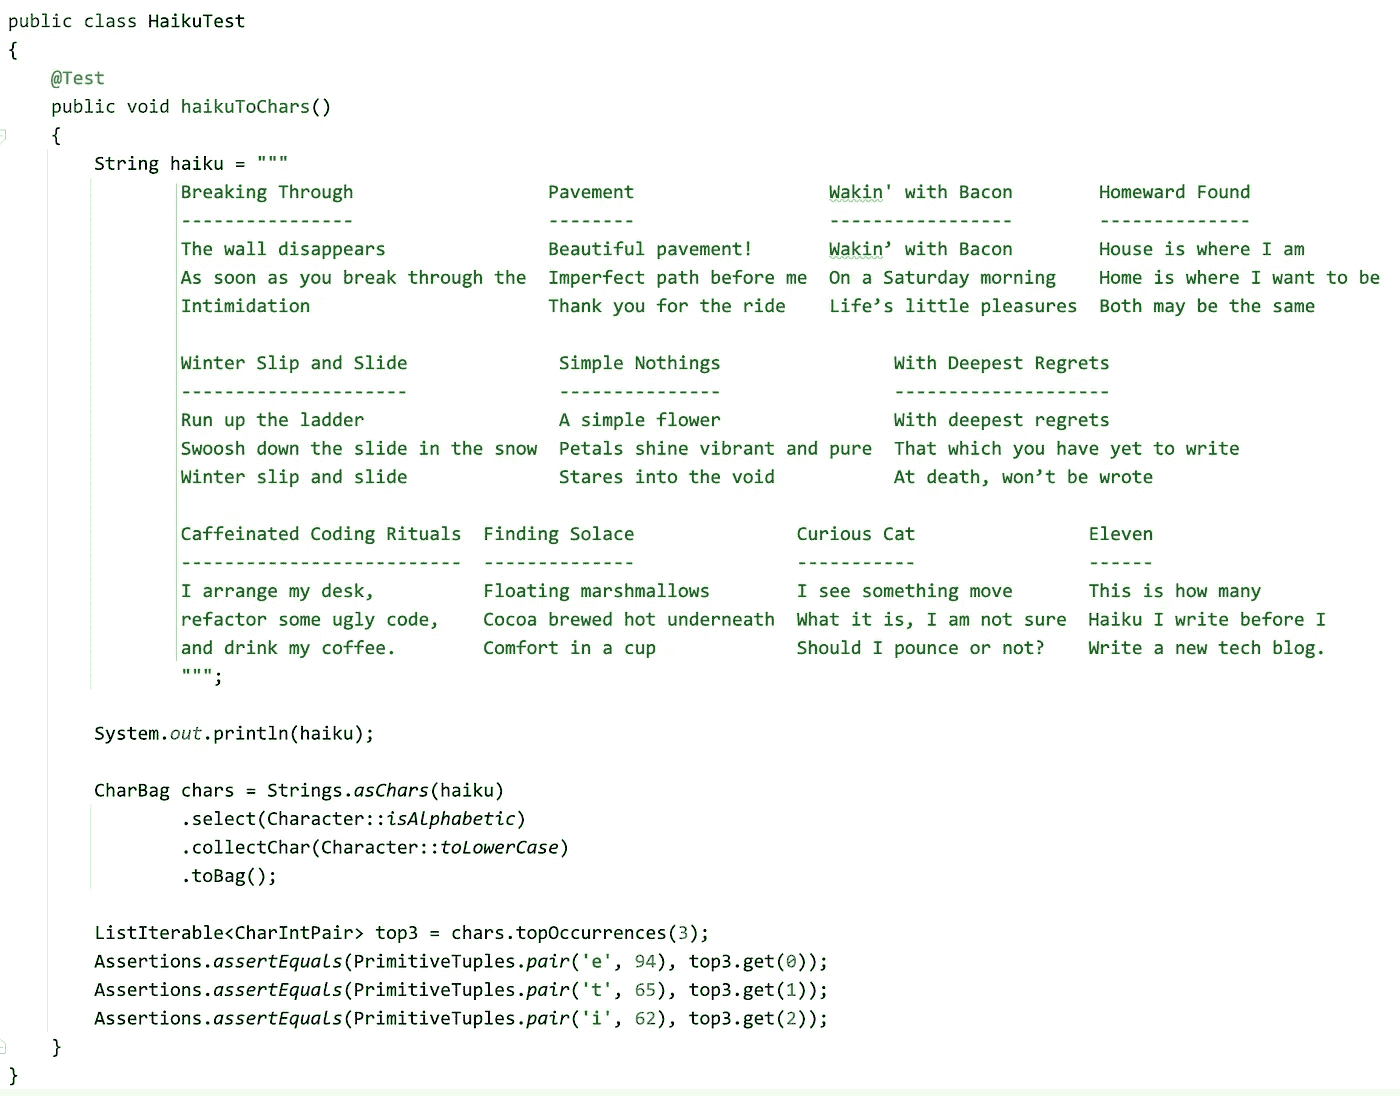 public class HaikuTest
{
    @Test
    public void haikuToChars()
    {
        String haiku = """
                Breaking Through                  Pavement                  Wakin' with Bacon        Homeward Found
                ----------------                  --------                  -----------------        --------------
                The wall disappears               Beautiful pavement!       Wakin’ with Bacon        House is where I am
                As soon as you break through the  Imperfect path before me  On a Saturday morning    Home is where I want to be
                Intimidation                      Thank you for the ride    Life’s little pleasures  Both may be the same

                Winter Slip and Slide              Simple Nothings                With Deepest Regrets
                ---------------------              ---------------                --------------------
                Run up the ladder                  A simple flower                With deepest regrets
                Swoosh down the slide in the snow  Petals shine vibrant and pure  That which you have yet to write
                Winter slip and slide              Stares into the void           At death, won’t be wrote

                Caffeinated Coding Rituals  Finding Solace               Curious Cat                Eleven
                --------------------------  --------------               -----------                ------
                I arrange my desk,          Floating marshmallows        I see something move       This is how many
                refactor some ugly code,    Cocoa brewed hot underneath  What it is, I am not sure  Haiku I write before I
                and drink my coffee.        Comfort in a cup             Should I pounce or not?    Write a new tech blog.
                """;

        System.out.println(haiku);

        CharBag chars = Strings.asChars(haiku)
                .select(Character::isAlphabetic)
                .collectChar(Character::toLowerCase)
                .toBag();

        ListIterable<CharIntPair> top3 = chars.topOccurrences(3);
        Assertions.assertEquals(PrimitiveTuples.pair('e', 94), top3.get(0));
        Assertions.assertEquals(PrimitiveTuples.pair('t', 65), top3.get(1));
        Assertions.assertEquals(PrimitiveTuples.pair('i', 62), top3.get(2));
    }
}